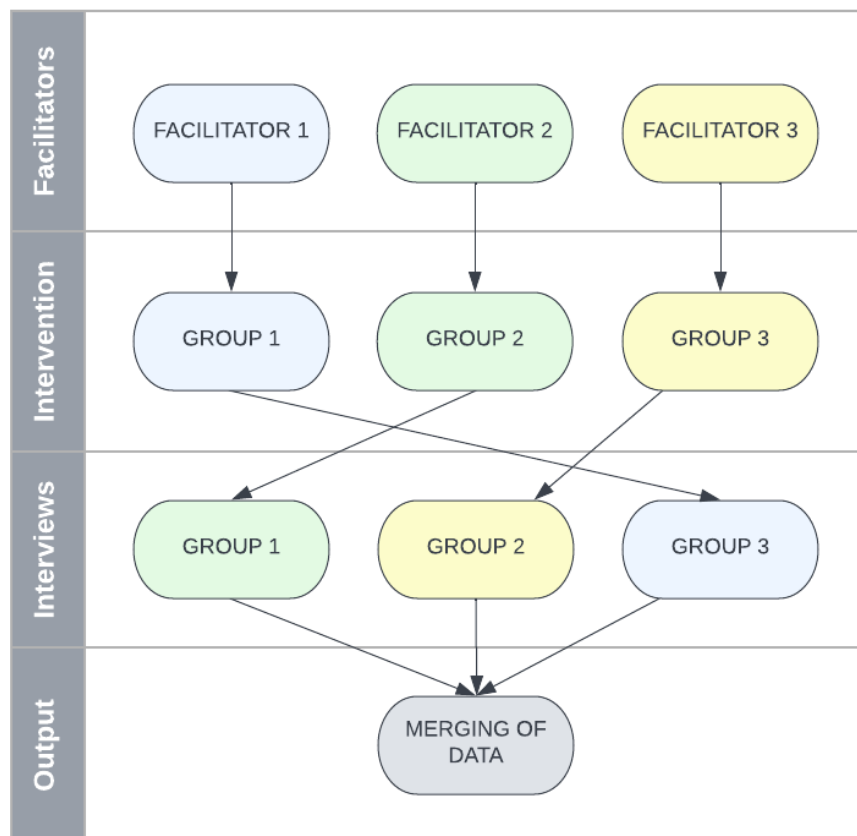 Facilitators
FACILITATOR 1
FACILITATOR 2
FACILITATOR 3
Intervention
GROUP 1
GROUP 2
GROUP 3
Interviews
GROUP 1
GROUP 2
GROUP 3
Output
MERGING OF
DATA